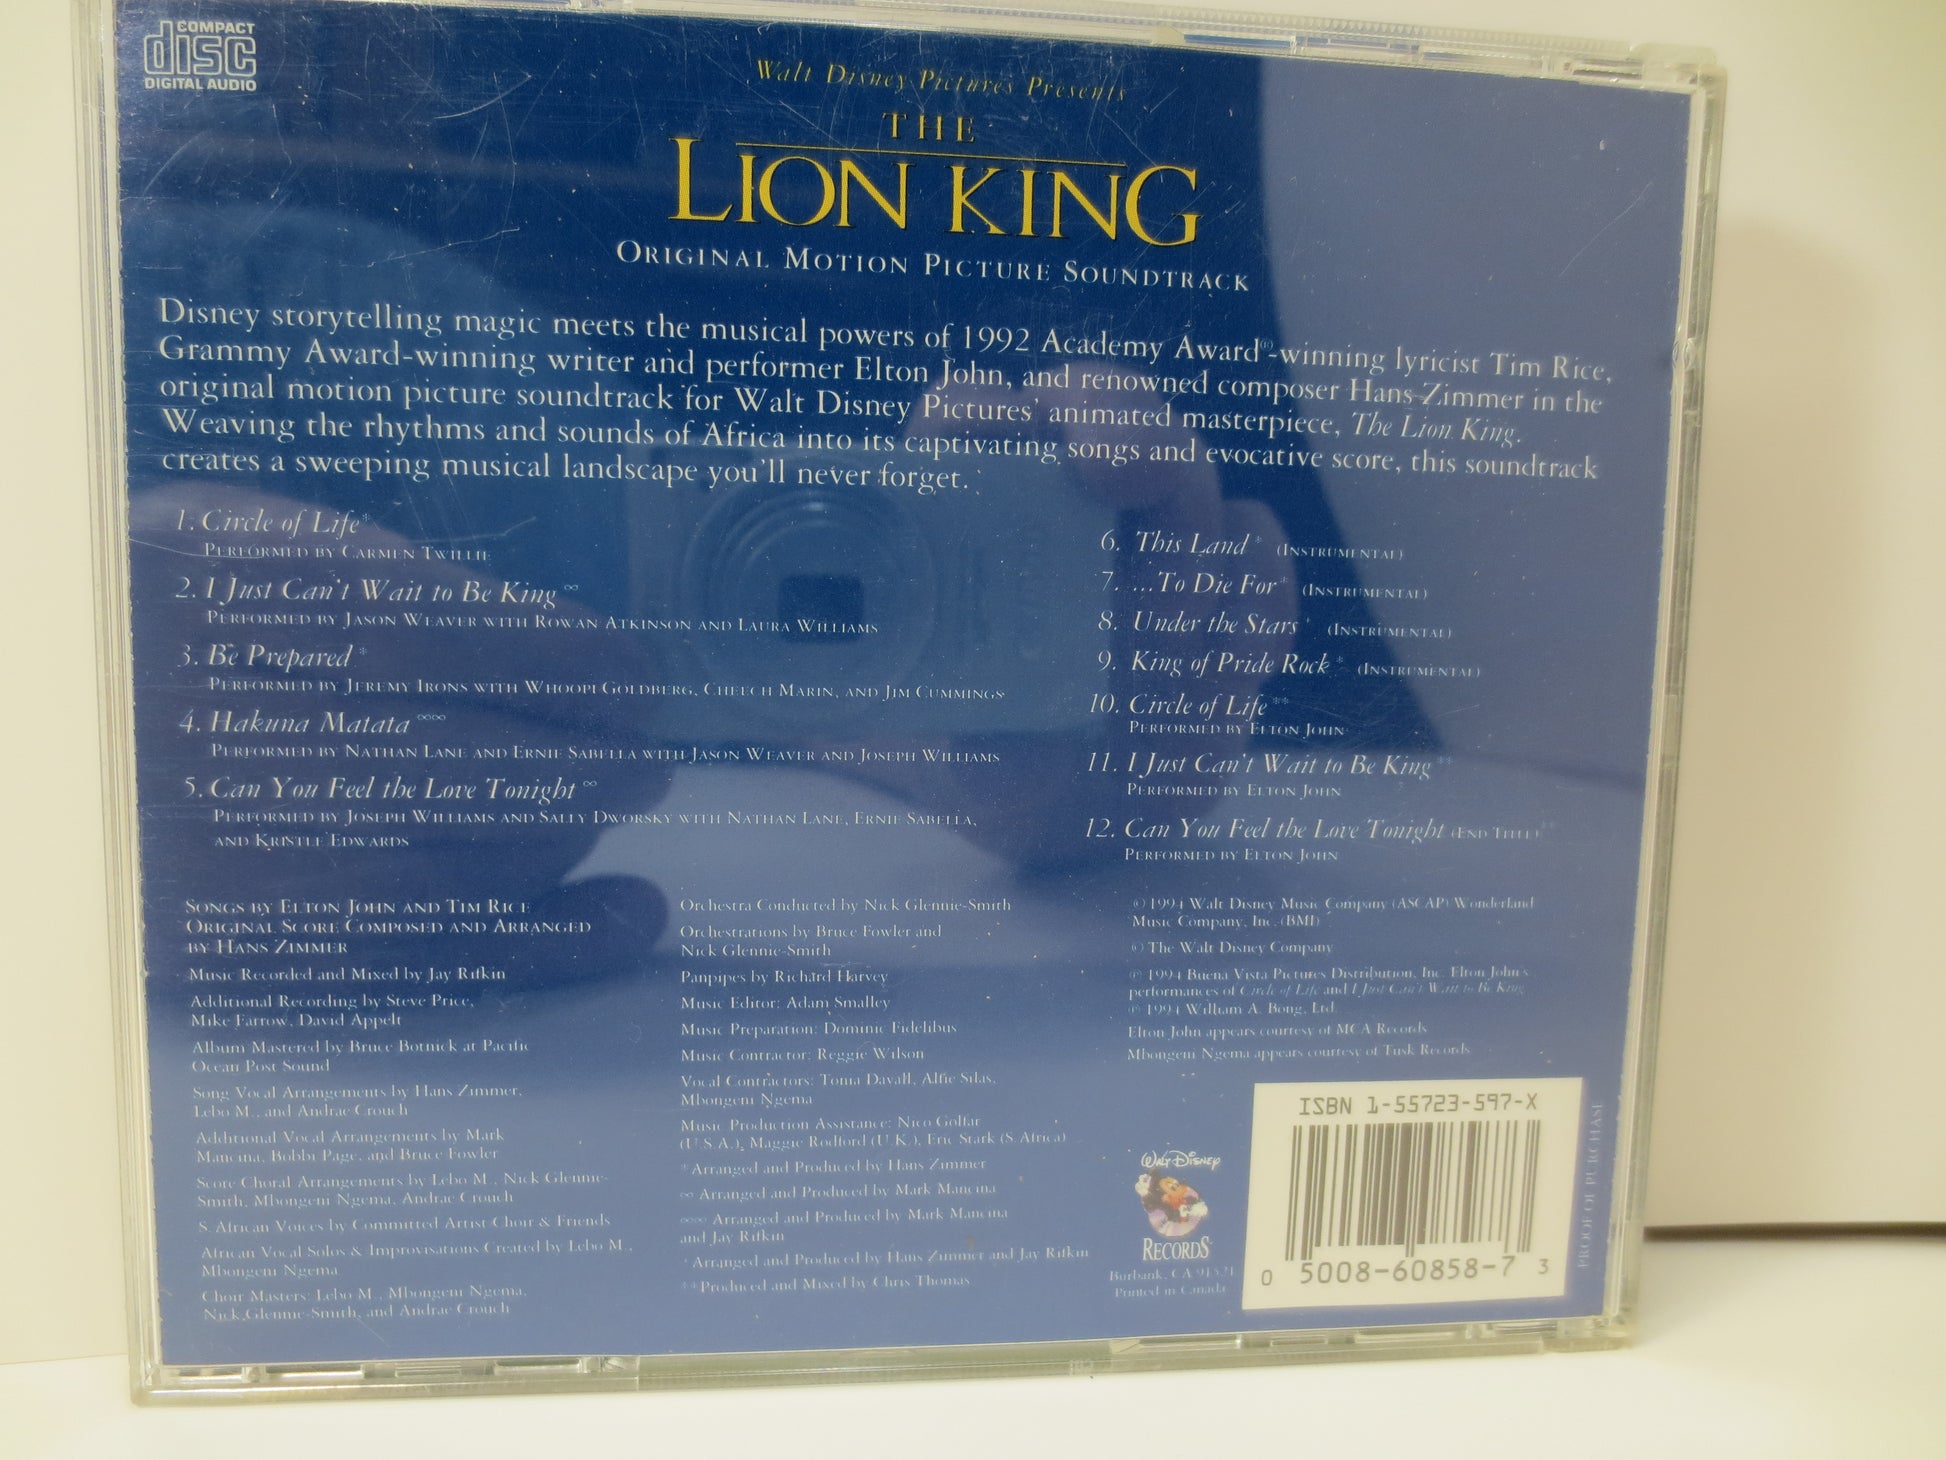 COMPACT
disc
DIGITAL AUDIO
Walt Disney Pictures Presents
THE
LION KING
ORIGINAL MOTION PICTURE SOUNDTRACK
Disney storytelling magic meets the musical powers of 1992 Academy Award®-winning lyricist Tim Rice,
Grammy Award-winning writer and performer Elton John, and renowned composer Hans Zimmer in the
original motion picture soundtrack for Walt Disney Pictures' animated masterpiece, The Lion King.
Weaving the rhythms and sounds of Africa into its captivating songs and evocative score, this soundtrack
creates a sweeping musical landscape you'll never forget.
1. Circle of Life*
PERFORMED BY CARMEN TWILLIE
2. I Just Can't Wait to Be King ∞
PERFORMED BY JASON WEAVER WITH ROWAN ATKINSON AND LAURA WILLIAMS
3. Be Prepared *
PERFORMED BY JEREMY IRONS WITH WHOOPI GOLDBERG, CHEECH MARIN, AND JIM CUMMINGS
4. Hakuna Matata ∞∞
PERFORMED BY NATHAN LANE AND ERNIE SABELLA WITH JASON WEAVER AND JOSEPH WILLIAMS
5. Can You Feel the Love Tonight ∞
PERFORMED BY JOSEPH WILLIAMS AND SALLY DWORSKY WITH NATHAN LANE, ERNIE SABELLA,
AND KRISTLE EDWARDS
6. This Land * (INSTRUMENTAL)
7. ...To Die For* (INSTRUMENTAL)
8. Under the Stars* (INSTRUMENTAL)
9. King of Pride Rock* (INSTRUMENTAL)
10. Circle of Life**
PERFORMED BY ELTON JOHN
11. I Just Can't Wait to Be King**
PERFORMED BY ELTON JOHN
12. Can You Feel the Love Tonight (END TITLE)**
PERFORMED BY ELTON JOHN
SONGS BY ELTON JOHN AND TIM RICE
ORIGINAL SCORE COMPOSED AND ARRANGED
BY HANS ZIMMER
Music Recorded and Mixed by Jay Rifkin
Additional Recording by Steve Price,
Mike Farrow, David Appelt
Album Mastered by Bruce Botnick at Pacific
Ocean Post Sound
Song Vocal Arrangements by Hans Zimmer,
Lebo M., and Andrae Crouch
Additional Vocal Arrangements by Mark
Mancina, Bobbi Page, and Bruce Fowler
Score Choral Arrangements by Lebo M., Nick Glennie-
Smith, Mbongeni Ngema, Andrae Crouch
S. African Voices by Committed Artist Choir & Friends
African Vocal Solos & Improvisations Created by Lebo M.,
Mbongeni Ngema
Choir Masters: Lebo M., Mbongeni Ngema,
Nick Glennie-Smith, and Andrae Crouch
Orchestra Conducted by Nick Glennie-Smith
Orchestrations by Bruce Fowler and
Nick Glennie-Smith
Panpipes by Richard Harvey
Music Editor: Adam Smalley
Music Preparation: Dominic Fidelibus
Music Contractor: Reggie Wilson
Vocal Contractors: Tonia Davall, Alfie Silas,
Mbongeni Ngema
Music Production Assistance: Nico Golfar
(U.S.A.), Maggie Rodford (U.K.), Eric Stark (S. Africa)
* Arranged and Produced by Hans Zimmer
∞ Arranged and Produced by Mark Mancina
∞∞ Arranged and Produced by Mark Mancina
and Jay Rifkin
* Arranged and Produced by Hans Zimmer and Jay Rifkin
**Produced and Mixed by Chris Thomas
© 1994 Walt Disney Music Company (ASCAP) Wonderland
Music Company, Inc. (BMI)
© The Walt Disney Company
℗ 1994 Buena Vista Pictures Distribution, Inc. Elton John's
performances of Circle of Life and I Just Can't Wait to Be King
℗ 1994 William A. Bong, Ltd.
Elton John appears courtesy of MCA Records
Mbongeni Ngema appears courtesy of Tusk Records
WALT DISNEY
RECORDS
Burbank, CA 91521
Printed in Canada
ISBN 1-55723-597-X
0 50086-0858-7 3
PROOF OF PURCHASE